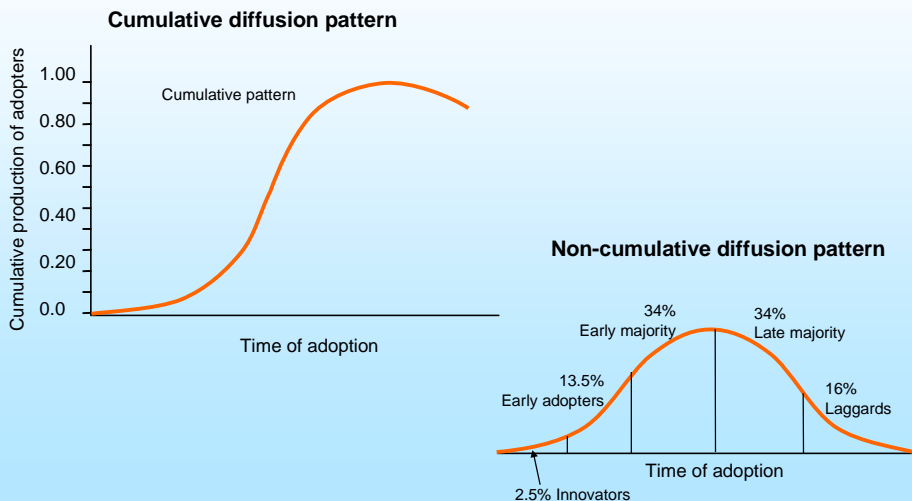 Cumulative diffusion pattern
Cumulative production of adopters
1.00
0.80
0.60
0.40
0.20
0.0
Cumulative pattern
Time of adoption
Non-cumulative diffusion pattern
34%
Early majority
34%
Late majority
13.5%
Early adopters
16%
Laggards
Time of adoption
2.5% Innovators